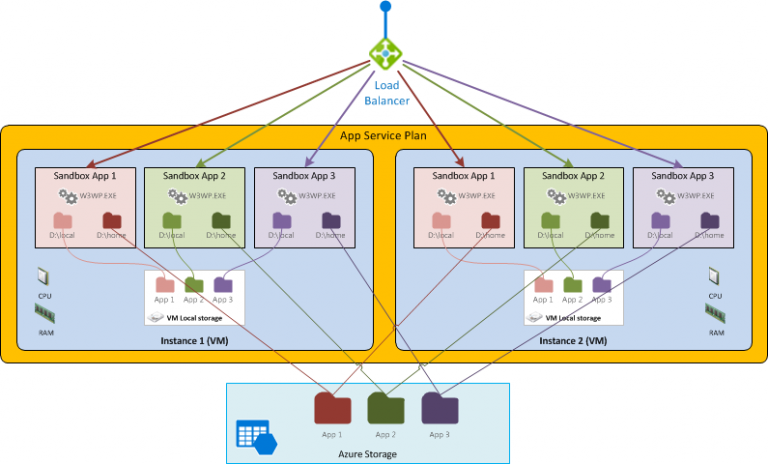 Load
Balancer
App Service Plan
Sandbox App 1
W3WP.EXE
D:\local
D:\home
Sandbox App 2
W3WP.EXE
D:\local
D:\home
Sandbox App 3
W3WP.EXE
D:\local
D:\home
CPU
RAM
App 1
App 2
App 3
VM Local storage
Instance 1 (VM)
Sandbox App 1
W3WP.EXE
D:\local
D:\home
Sandbox App 2
W3WP.EXE
D:\local
D:\home
Sandbox App 3
W3WP.EXE
D:\local
D:\home
App 1
App 2
App 3
VM Local storage
CPU
RAM
Instance 2 (VM)
App 1
App 2
App 3
Azure Storage